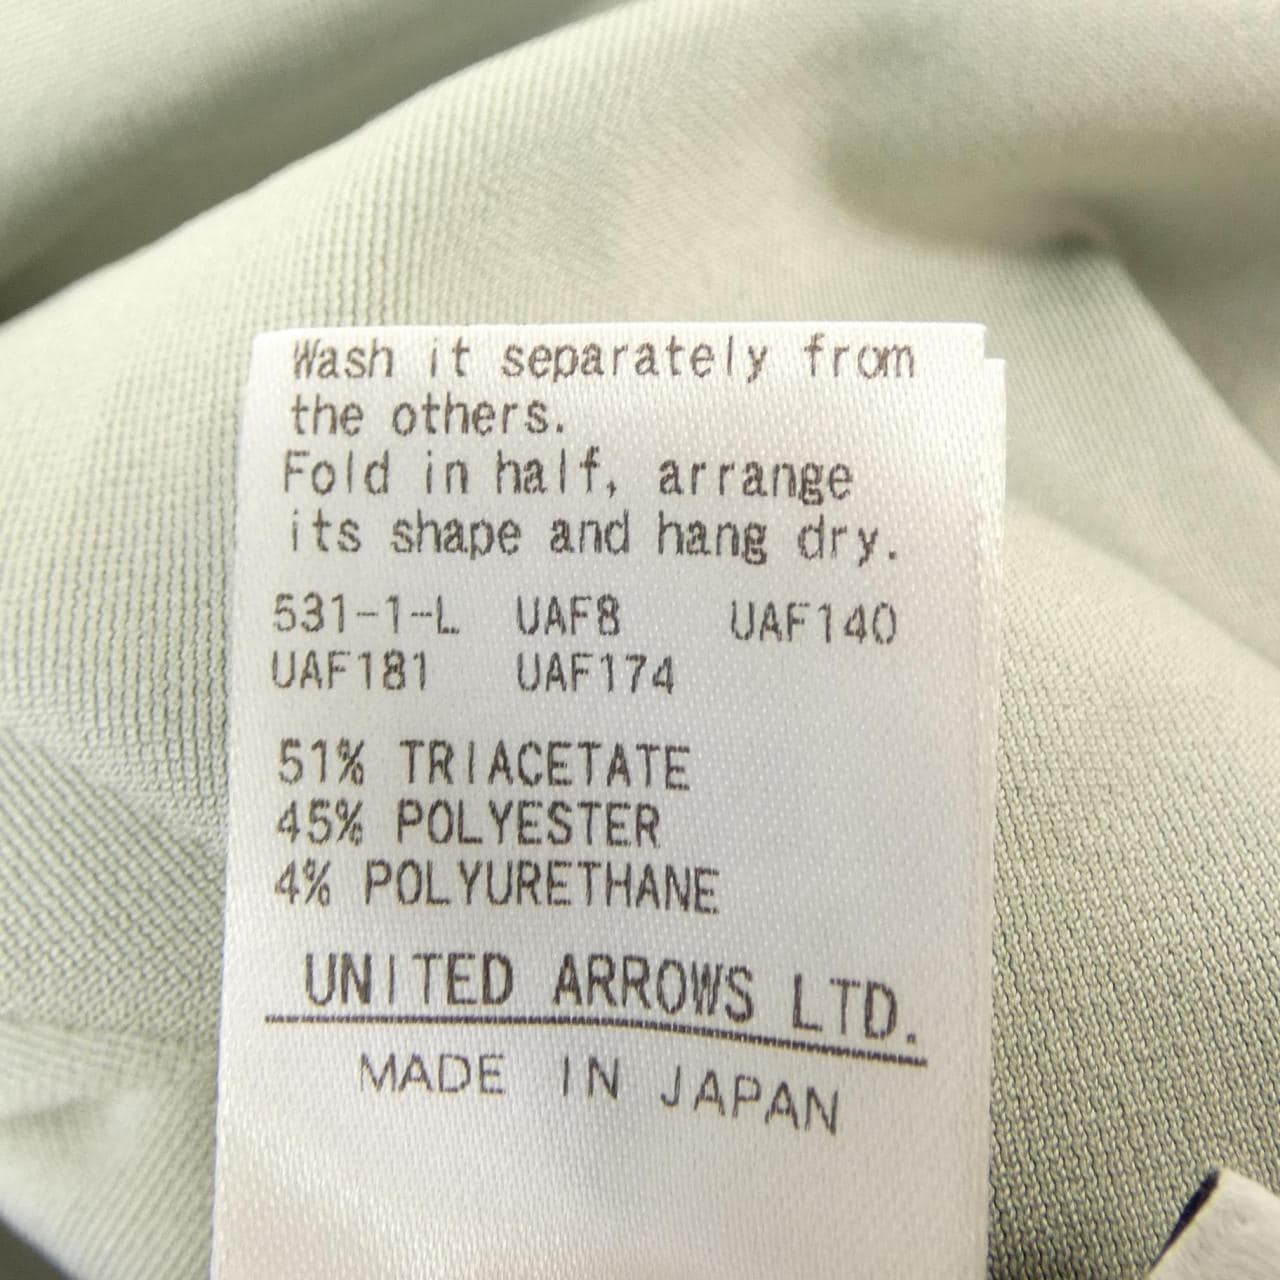 Wash it separately from
the others.
Fold in half, arrange
its shape and hang dry.
531-1-L UAF8 UAF140
UAF181 UAF174
51% TRIACETATE
45% POLYESTER
4% POLYURETHANE
UNITED ARROWS LTD.
MADE IN JAPAN